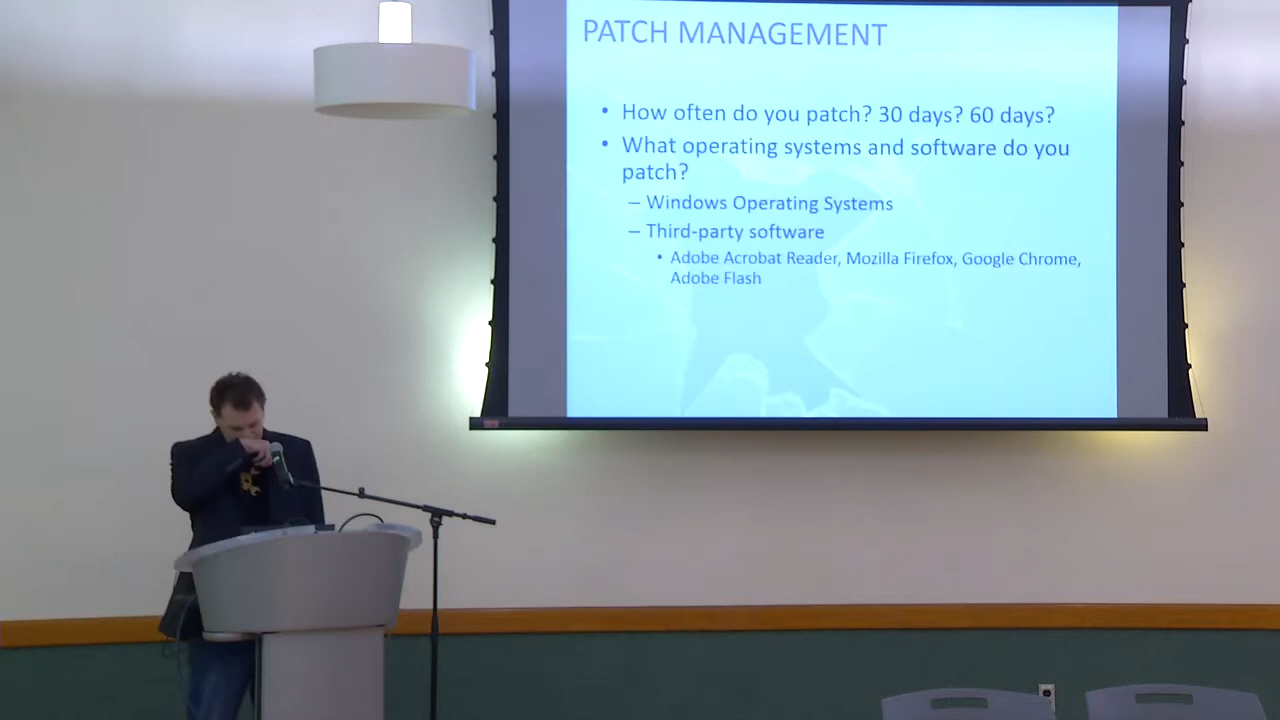 PATCH MANAGEMENT
• How often do you patch? 30 days? 60 days?
• What operating systems and software do you
patch?
– Windows Operating Systems
– Third-party software
• Adobe Acrobat Reader, Mozilla Firefox, Google Chrome,
Adobe Flash